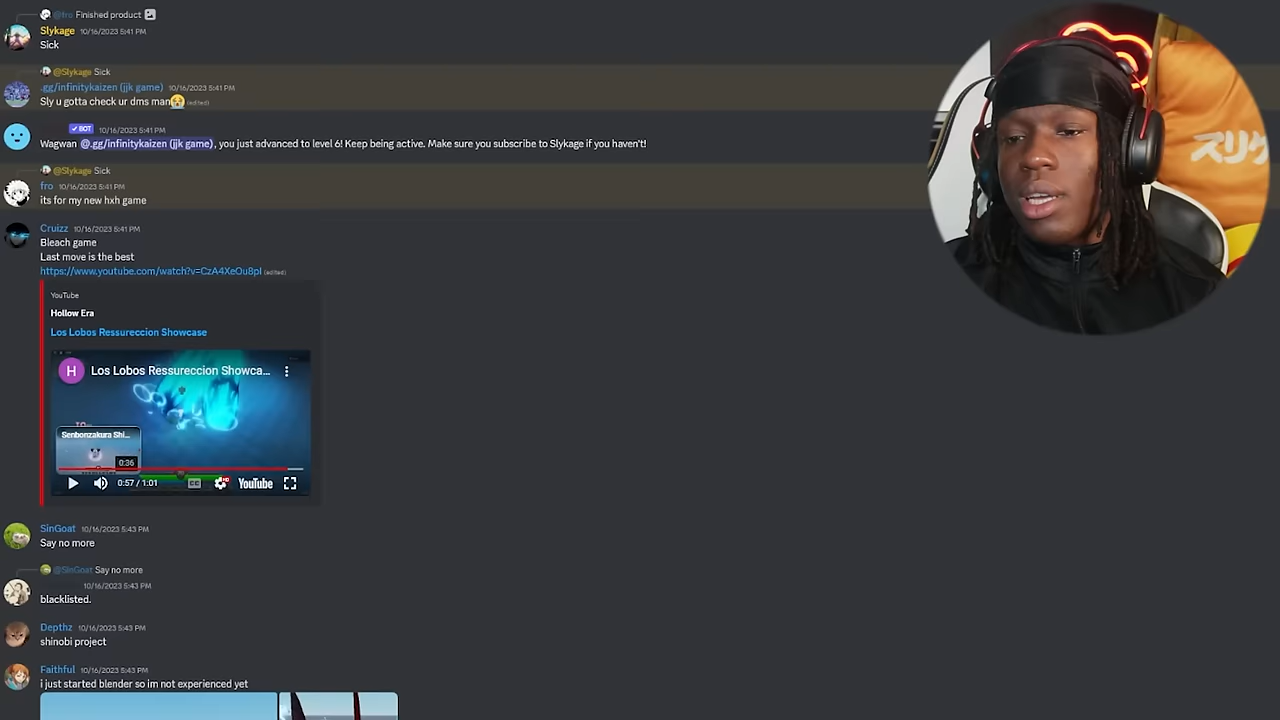 @fro Finished product
Slykage 10/16/2023 5:41 PM
Sick
@Slykage Sick
.gg/infinitykaizen (jjk game) 10/16/2023 5:41 PM
Sly u gotta check ur dms man😭 (edited)
✓ BOT 10/16/2023 5:41 PM
Wagwan @.gg/infinitykaizen (jjk game), you just advanced to level 6! Keep being active. Make sure you subscribe to Slykage if you haven't!
@Slykage Sick
fro 10/16/2023 5:41 PM
its for my new hxh game
Cruizz 10/16/2023 5:41 PM
Bleach game
Last move is the best
https://www.youtube.com/watch?v=CzA4XeOu8pI (edited)
YouTube
Hollow Era
Los Lobos Ressureccion Showcase
H Los Lobos Ressureccion Showca...
Senbonzakura Shi...
0:36
0:57 / 1:01 CC HD YouTube
SinGoat 10/16/2023 5:43 PM
Say no more
@SinGoat Say no more
10/16/2023 5:43 PM
blacklisted.
Depthz 10/16/2023 5:43 PM
shinobi project
Faithful 10/16/2023 5:43 PM
i just started blender so im not experienced yet
スリク